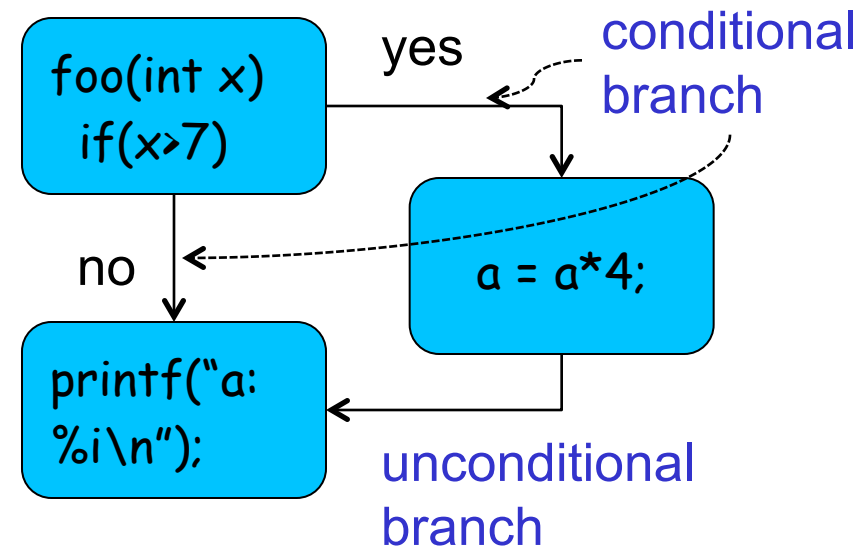 foo(int x)
if(x>7)
yes
conditional
branch
no
a = a*4;
printf(“a:
%i\n”);
unconditional
branch